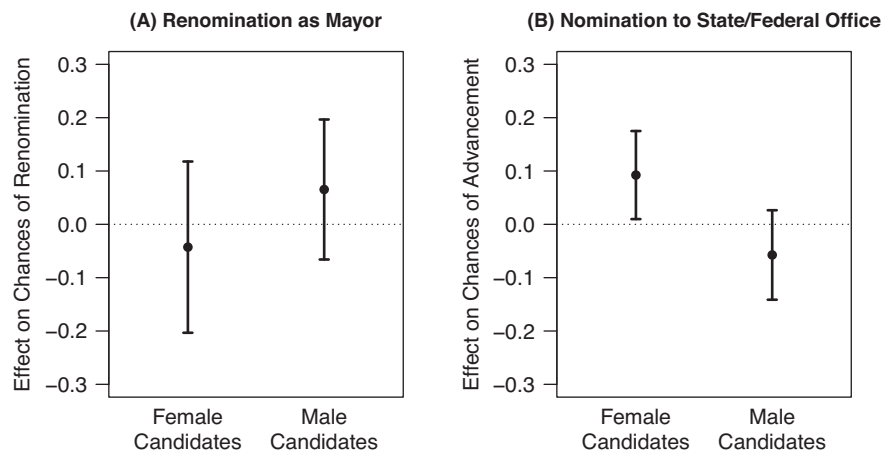 (A) Renomination as Mayor
Effect on Chances of Renomination
0.3
0.2
0.1
0.0
−0.1
−0.2
−0.3
Female
Candidates
Male
Candidates
(B) Nomination to State/Federal Office
Effect on Chances of Advancement
0.3
0.2
0.1
0.0
−0.1
−0.2
−0.3
Female
Candidates
Male
Candidates